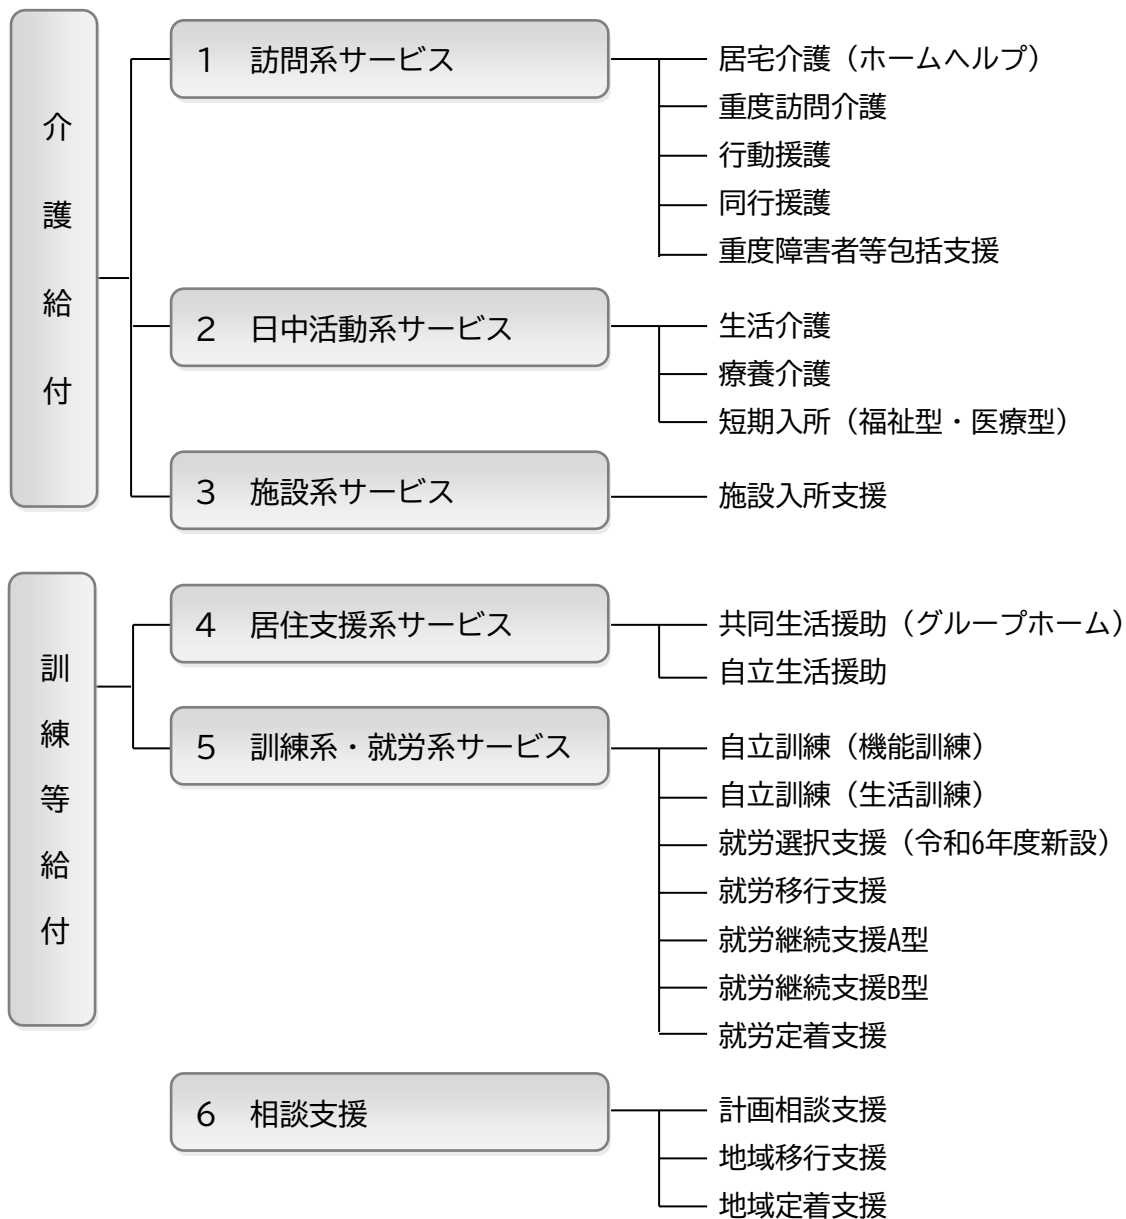 介護給付
1 訪問系サービス
居宅介護（ホームヘルプ）
重度訪問介護
行動援護
同行援護
重度障害者等包括支援
2 日中活動系サービス
生活介護
療養介護
短期入所（福祉型・医療型）
3 施設系サービス
施設入所支援
訓練等給付
4 居住支援系サービス
共同生活援助（グループホーム）
自立生活援助
5 訓練系・就労系サービス
自立訓練（機能訓練）
自立訓練（生活訓練）
就労選択支援（令和6年度新設）
就労移行支援
就労継続支援A型
就労継続支援B型
就労定着支援
6 相談支援
計画相談支援
地域移行支援
地域定着支援